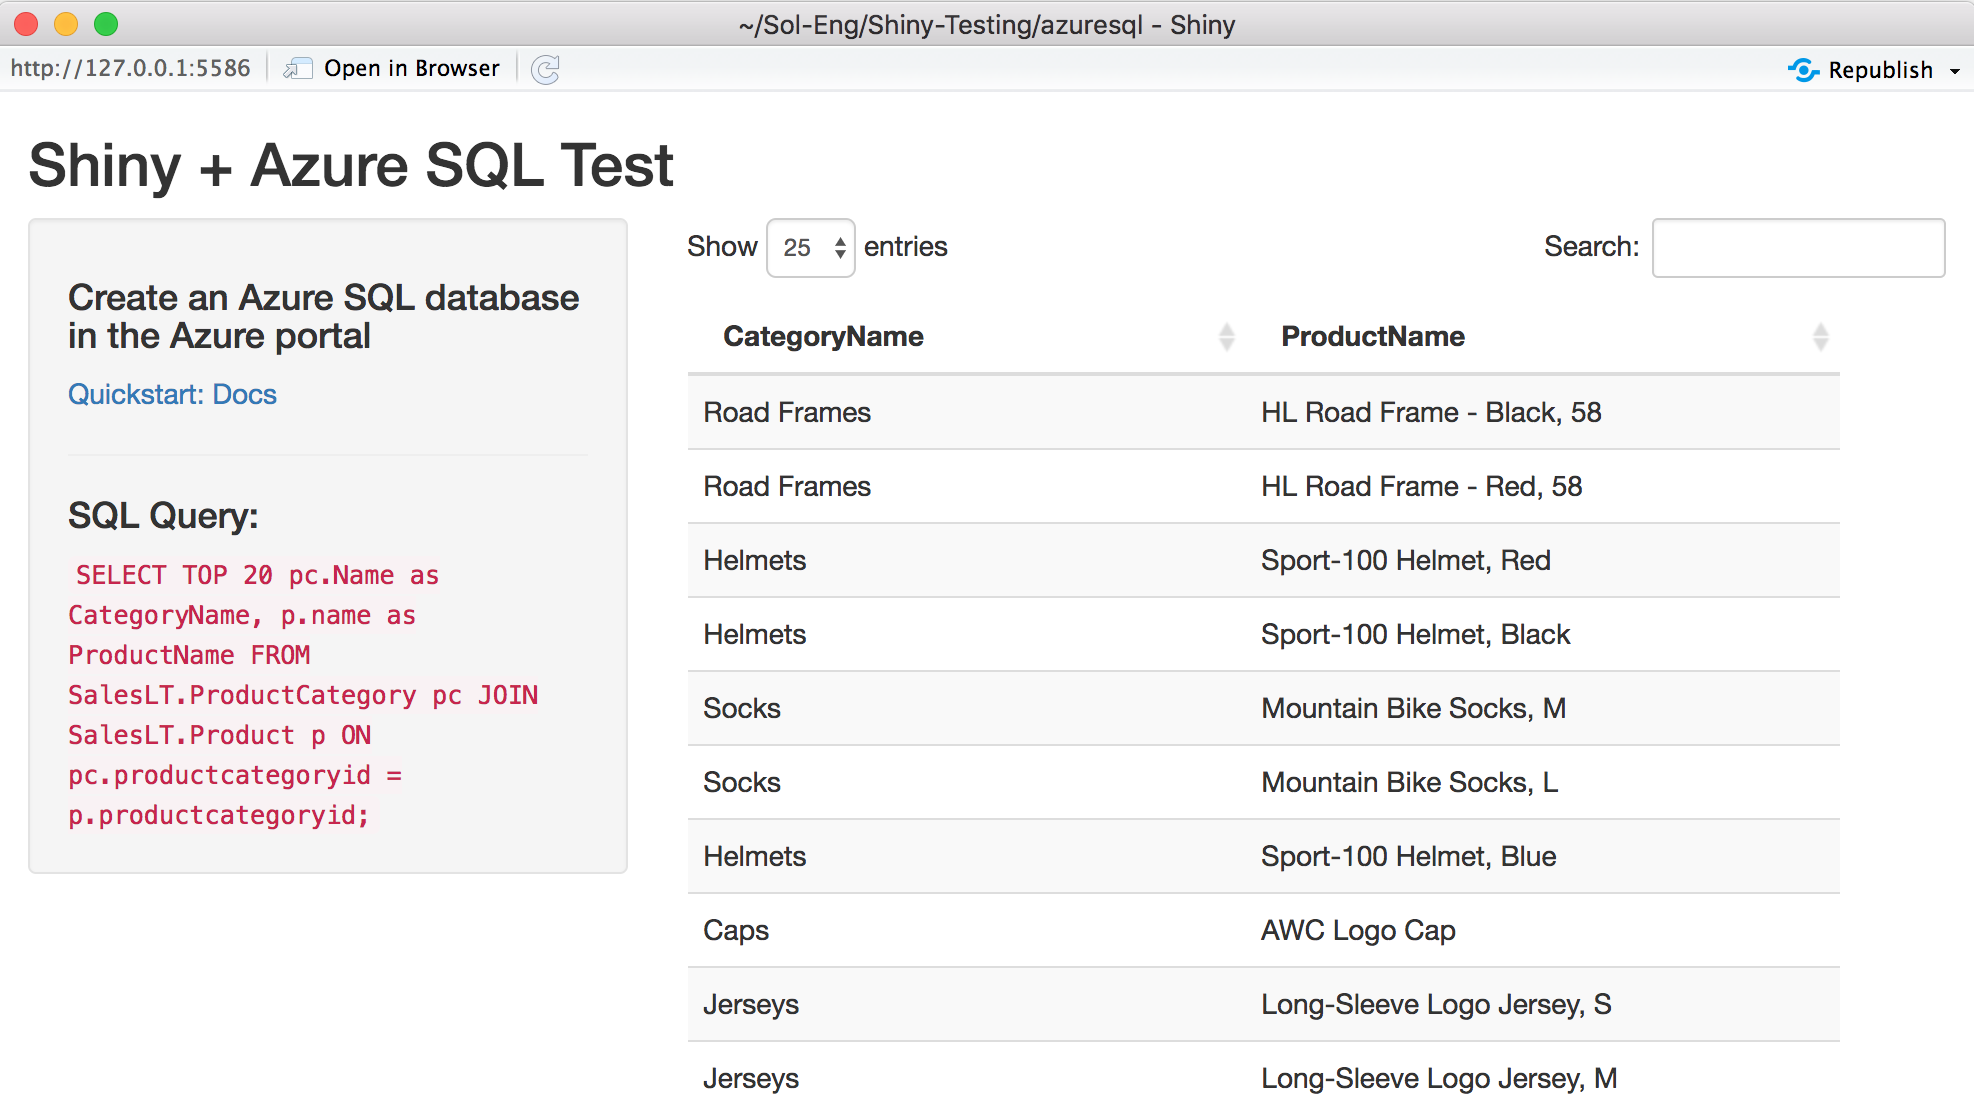 ~/Sol-Eng/Shiny-Testing/azuresql - Shiny
http://127.0.0.1:5586 Open in Browser Republish
Shiny + Azure SQL Test
Create an Azure SQL database
in the Azure portal
Quickstart: Docs
SQL Query:
SELECT TOP 20 pc.Name as
CategoryName, p.name as
ProductName FROM
SalesLT.ProductCategory pc JOIN
SalesLT.Product p ON
pc.productcategoryid =
p.productcategoryid;
Show 25 entries Search:
CategoryName ProductName
Road Frames HL Road Frame - Black, 58
Road Frames HL Road Frame - Red, 58
Helmets Sport-100 Helmet, Red
Helmets Sport-100 Helmet, Black
Socks Mountain Bike Socks, M
Socks Mountain Bike Socks, L
Helmets Sport-100 Helmet, Blue
Caps AWC Logo Cap
Jerseys Long-Sleeve Logo Jersey, S
Jerseys Long-Sleeve Logo Jersey, M